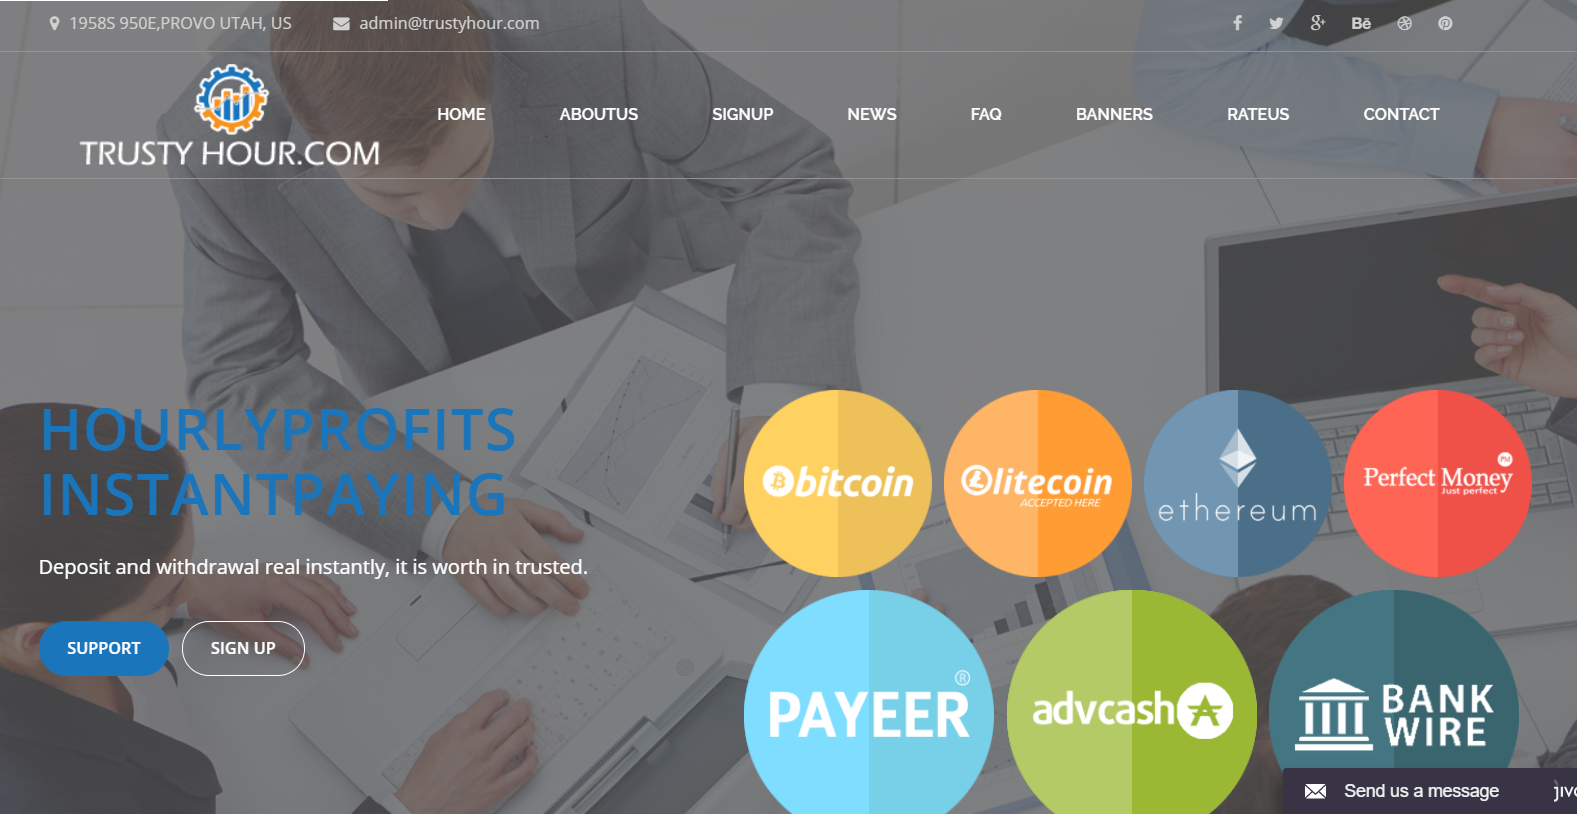 1958S 950E,PROVO UTAH, US
admin@trustyhour.com
Bē
TRUSTY HOUR.COM
HOME
ABOUTUS
SIGNUP
NEWS
FAQ
BANNERS
RATEUS
CONTACT
HOURLYPROFITS
INSTANTPAYING
Deposit and withdrawal real instantly, it is worth in trusted.
SUPPORT
SIGN UP
bitcoin
litecoin
ACCEPTED HERE
ethereum
PM
Perfect Money
Just perfect
PAYEER®
advcash
BANK
WIRE
Send us a message
jivo